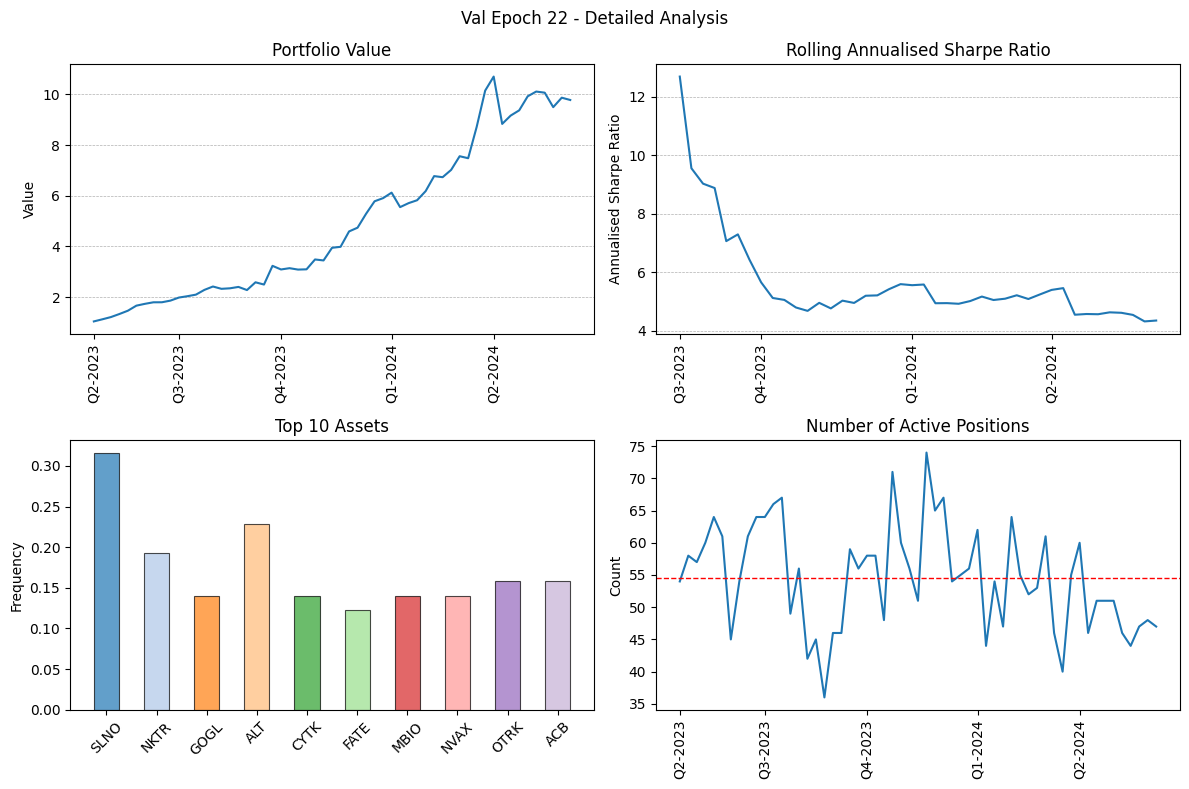 Val Epoch 22 - Detailed Analysis
Portfolio Value
Value
10
8
6
4
2
Q2-2023
Q3-2023
Q4-2023
Q1-2024
Q2-2024
Rolling Annualised Sharpe Ratio
Annualised Sharpe Ratio
12
10
8
6
4
Q3-2023
Q4-2023
Q1-2024
Q2-2024
Top 10 Assets
Frequency
0.30
0.25
0.20
0.15
0.10
0.05
0.00
SLNO
NKTR
GOGL
ALT
CYTK
FATE
MBIO
NVAX
OTRK
ACB
Number of Active Positions
Count
75
70
65
60
55
50
45
40
35
Q2-2023
Q3-2023
Q4-2023
Q1-2024
Q2-2024